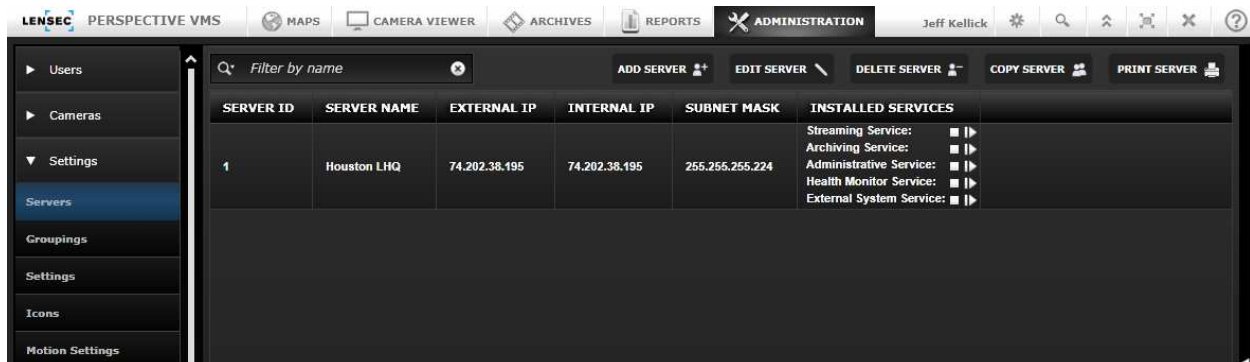 LENSEC PERSPECTIVE VMS MAPS CAMERA VIEWER ARCHIVES REPORTS ADMINISTRATION Jeff Kellick
Users
Cameras
Settings
Servers
Groupings
Settings
Icons
Motion Settings
Filter by name ADD SERVER EDIT SERVER DELETE SERVER COPY SERVER PRINT SERVER
SERVER ID SERVER NAME EXTERNAL IP INTERNAL IP SUBNET MASK INSTALLED SERVICES
1 Houston LHQ 74.202.38.195 74.202.38.195 255.255.255.224
Streaming Service:
Archiving Service:
Administrative Service:
Health Monitor Service:
External System Service: